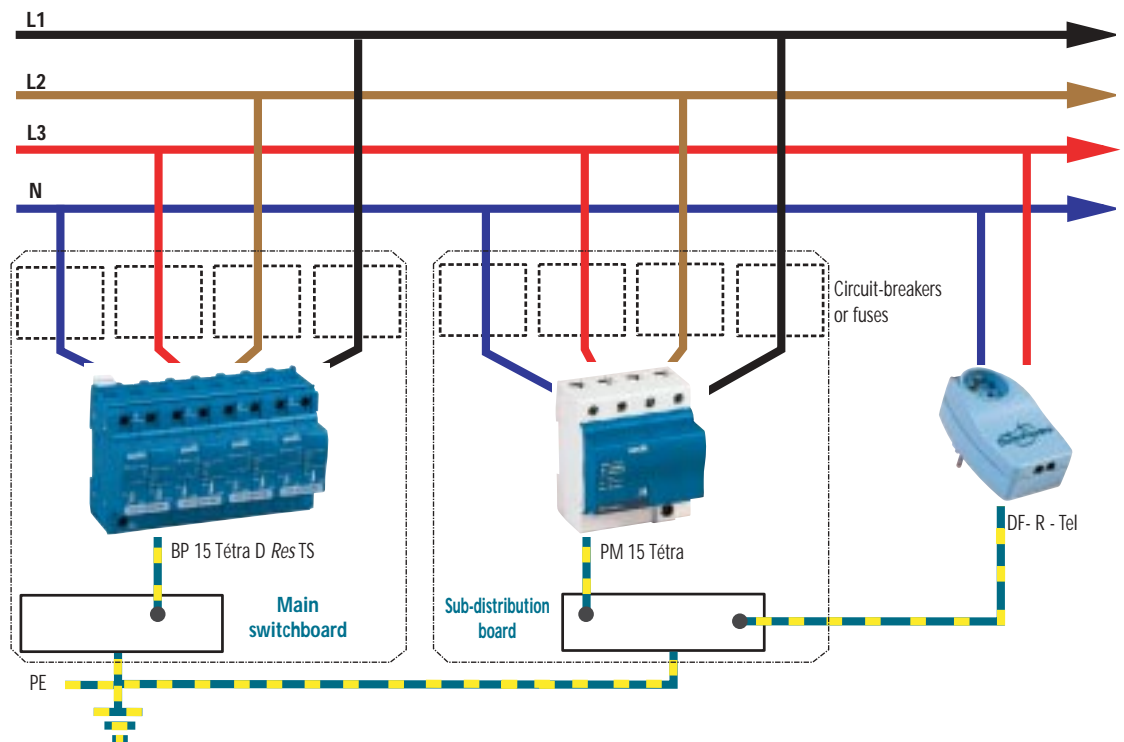 L1
L2
L3
N
Circuit-breakers
or fuses
BP 15 Tétra D Res TS
PM 15 Tétra
DF- R - Tel
Main
switchboard
Sub-distribution
board
PE